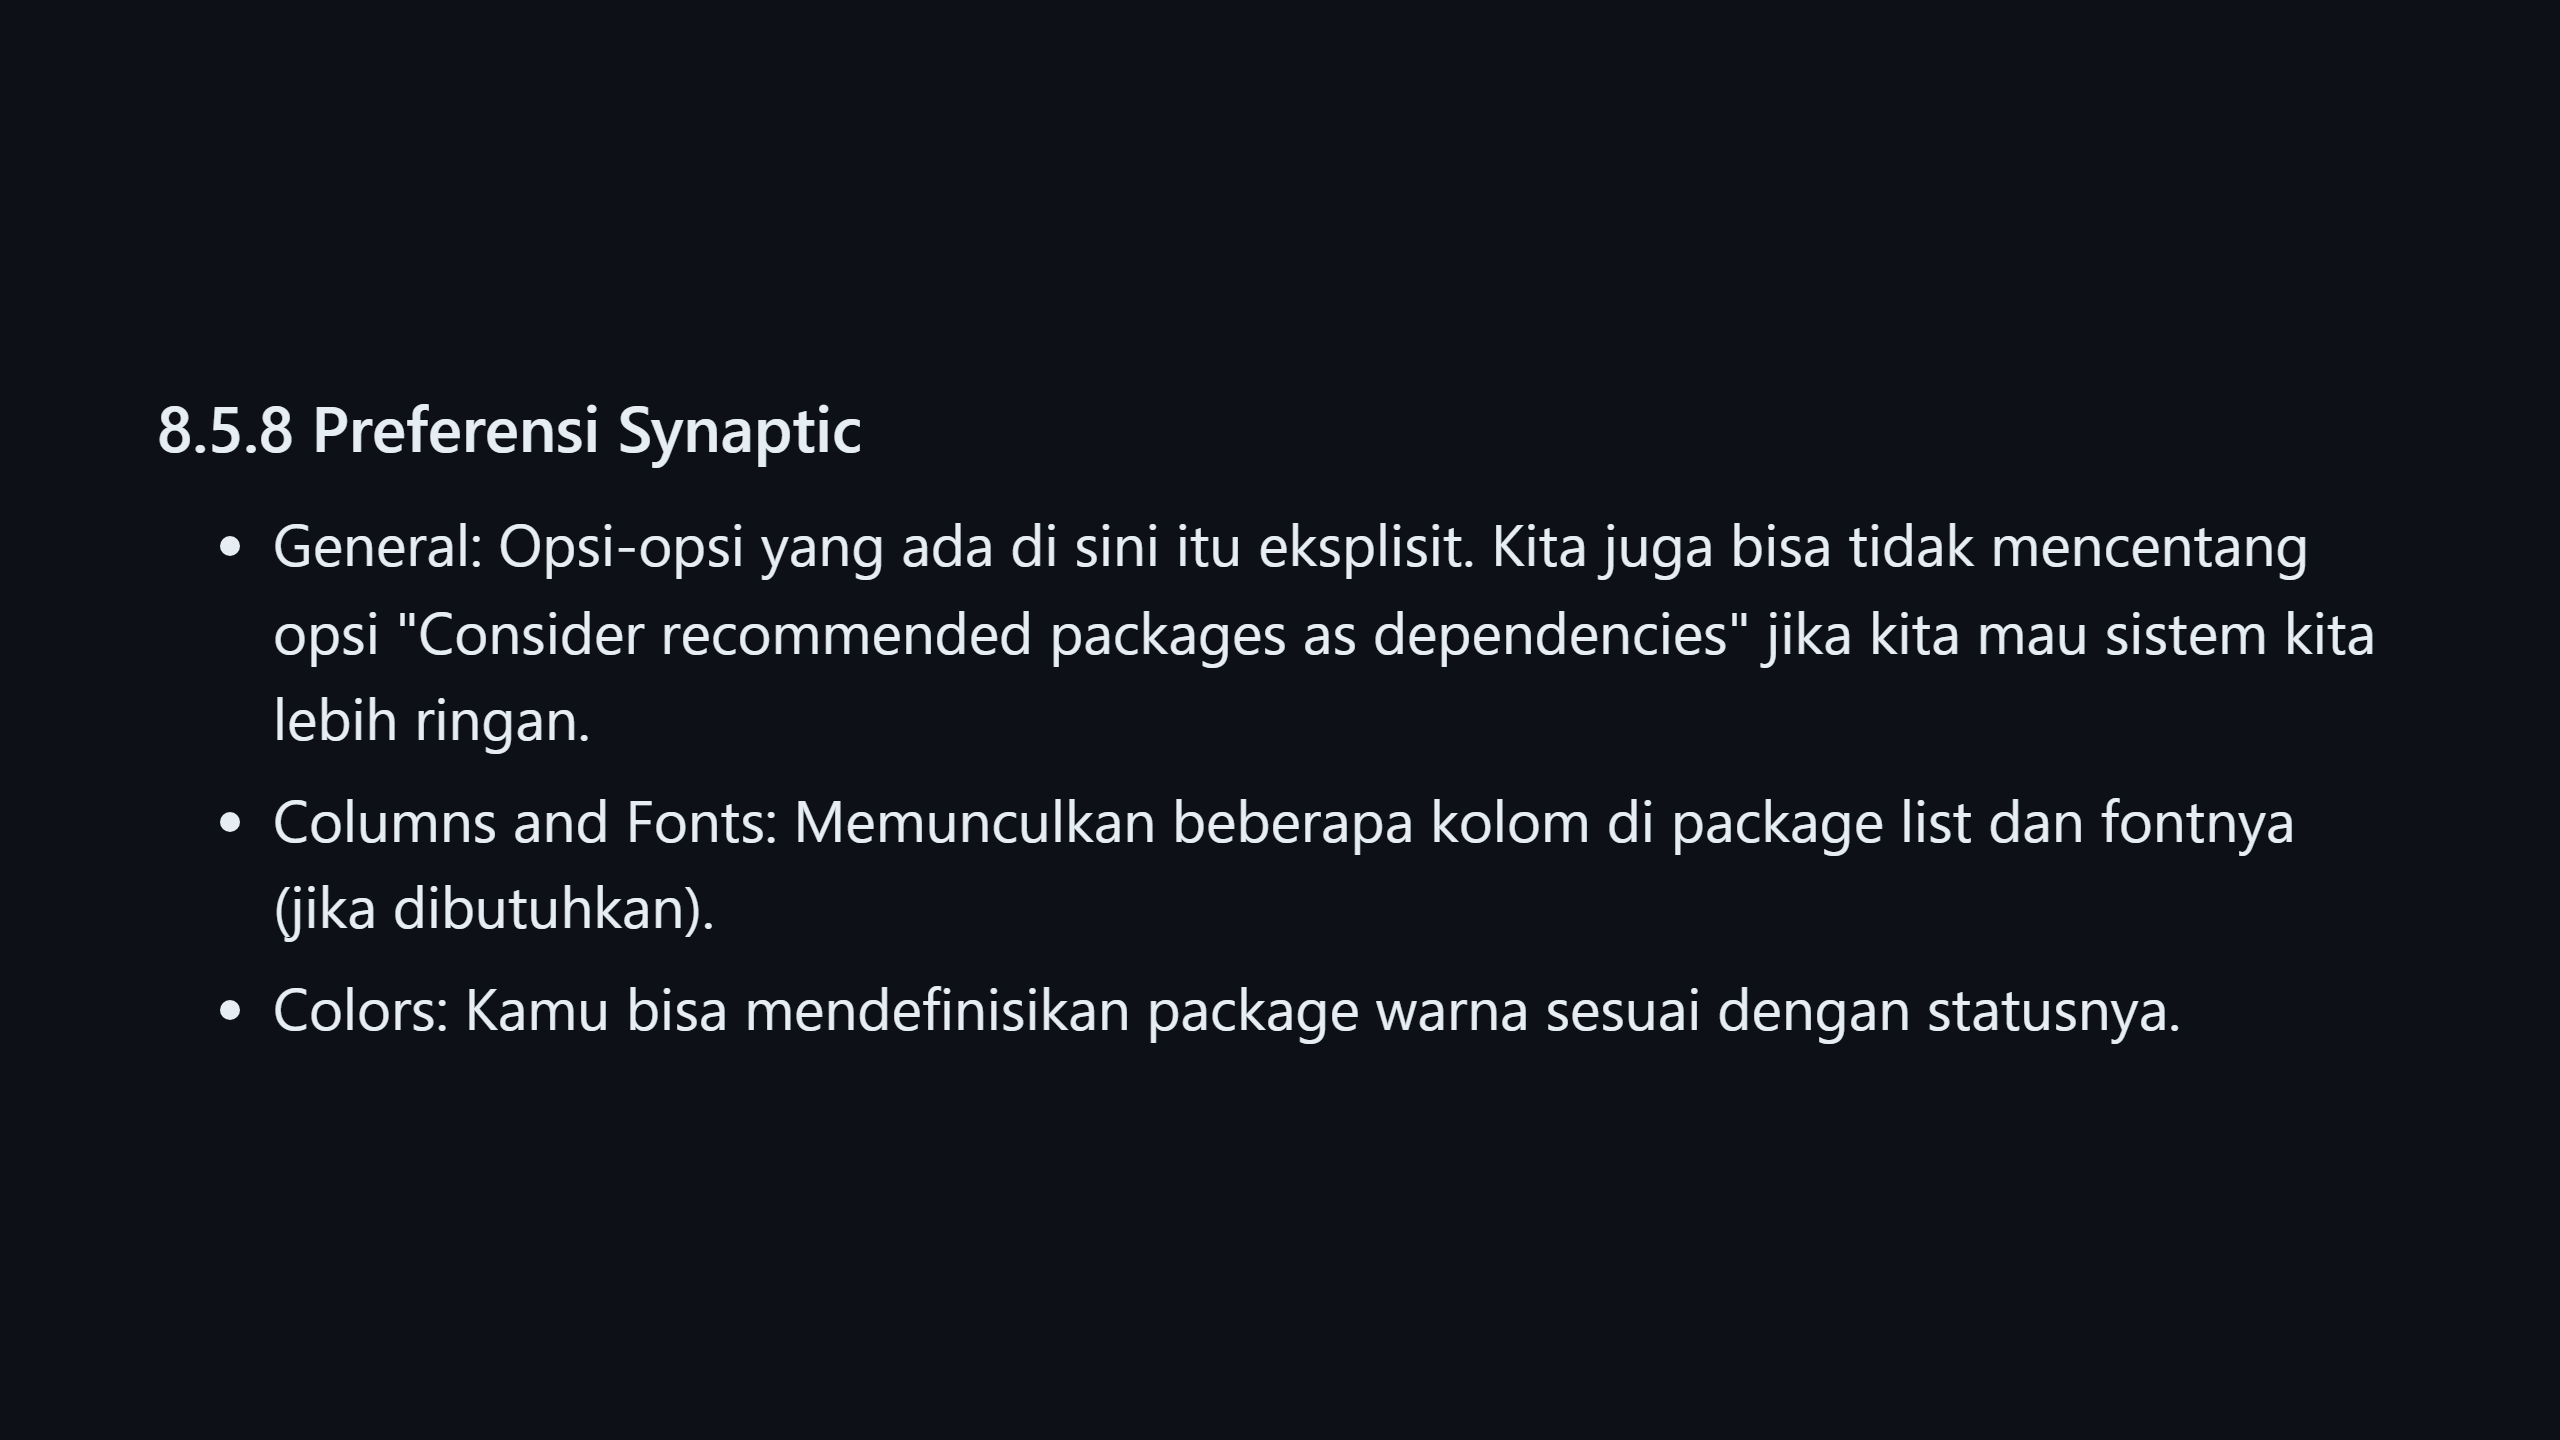 8.5.8 Preferensi Synaptic
• General: Opsi-opsi yang ada di sini itu eksplisit. Kita juga bisa tidak mencentang
opsi "Consider recommended packages as dependencies" jika kita mau sistem kita
lebih ringan.
• Columns and Fonts: Memunculkan beberapa kolom di package list dan fontnya
(jika dibutuhkan).
• Colors: Kamu bisa mendefinisikan package warna sesuai dengan statusnya.